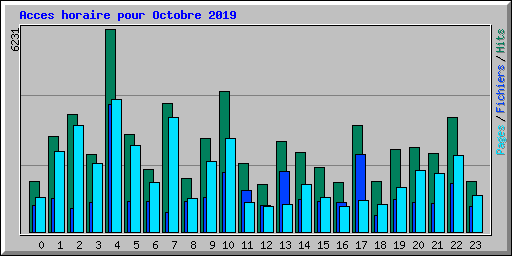 Acces horaire pour Octobre 2019
6231
Pages / Fichiers / Hits
0 1 2 3 4 5 6 7 8 9 10 11 12 13 14 15 16 17 18 19 20 21 22 23